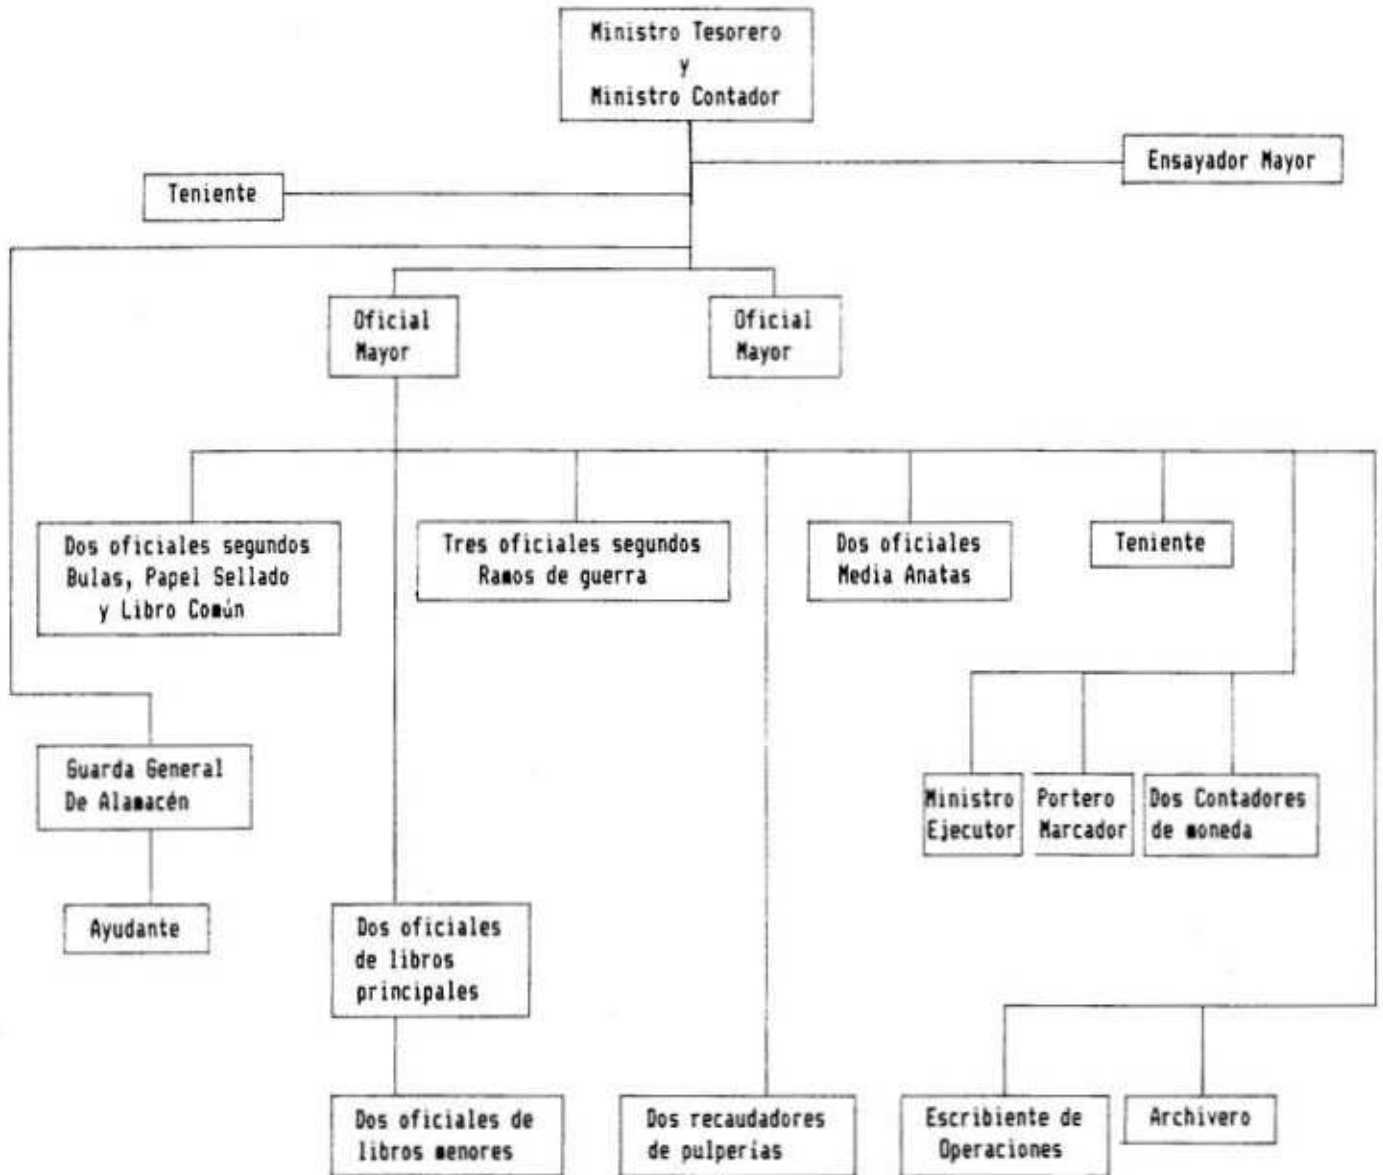 Ministro Tesorero
y
Ministro Contador
Ensayador Mayor
Teniente
Oficial
Mayor
Oficial
Mayor
Dos oficiales segundos
Bulas, Papel Sellado
y Libro Común
Tres oficiales segundos
Ramos de guerra
Dos oficiales
Media Anatas
Teniente
Guarda General
De Alamacén
Ministro
Ejecutor
Portero
Marcador
Dos Contadores
de moneda
Ayudante
Dos oficiales
de libros
principales
Dos oficiales de
libros menores
Dos recaudadores
de pulperías
Escribiente de
Operaciones
Archivero